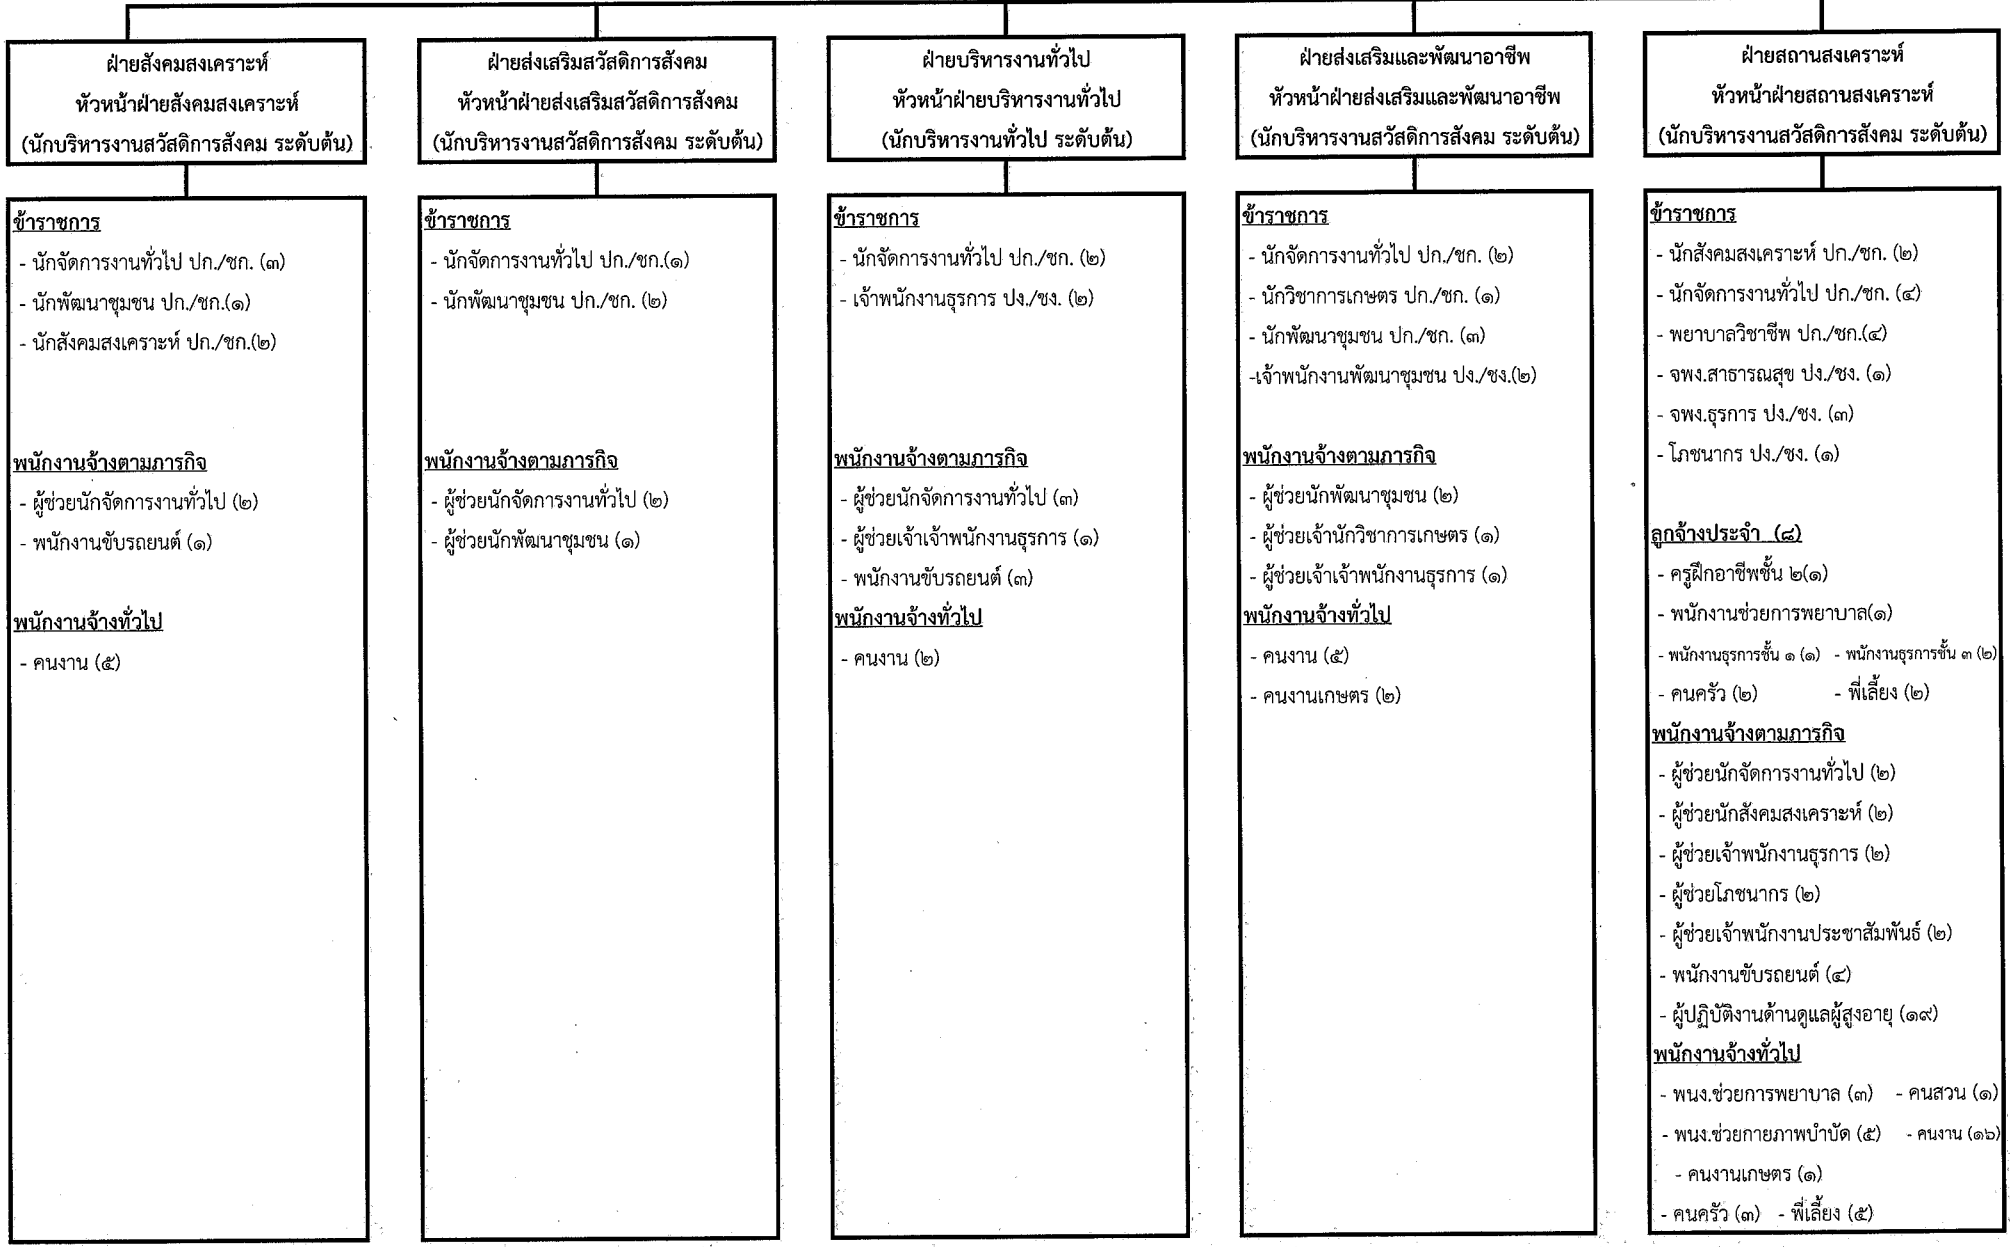 ฝ่ายสังคมสงเคราะห์
หัวหน้าฝ่ายสังคมสงเคราะห์
(นักบริหารงานสวัสดิการสังคม ระดับต้น)
ข้าราชการ
- นักจัดการงานทั่วไป ปก./ชก. (๓)
- นักพัฒนาชุมชน ปก./ชก.(๑)
- นักสังคมสงเคราะห์ ปก./ชก.(๒)
พนักงานจ้างตามภารกิจ
- ผู้ช่วยนักจัดการงานทั่วไป (๒)
- พนักงานขับรถยนต์ (๑)
พนักงานจ้างทั่วไป
- คนงาน (๕)
ฝ่ายส่งเสริมสวัสดิการสังคม
หัวหน้าฝ่ายส่งเสริมสวัสดิการสังคม
(นักบริหารงานสวัสดิการสังคม ระดับต้น)
ข้าราชการ
- นักจัดการงานทั่วไป ปก./ชก.(๑)
- นักพัฒนาชุมชน ปก./ชก. (๒)
พนักงานจ้างตามภารกิจ
- ผู้ช่วยนักจัดการงานทั่วไป (๒)
- ผู้ช่วยนักพัฒนาชุมชน (๑)
ฝ่ายบริหารงานทั่วไป
หัวหน้าฝ่ายบริหารงานทั่วไป
(นักบริหารงานทั่วไป ระดับต้น)
ข้าราชการ
- นักจัดการงานทั่วไป ปก./ชก. (๒)
- เจ้าพนักงานธุรการ ปง./ชง. (๒)
พนักงานจ้างตามภารกิจ
- ผู้ช่วยนักจัดการงานทั่วไป (๓)
- ผู้ช่วยเจ้าเจ้าพนักงานธุรการ (๑)
- พนักงานขับรถยนต์ (๓)
พนักงานจ้างทั่วไป
- คนงาน (๒)
ฝ่ายส่งเสริมและพัฒนาอาชีพ
หัวหน้าฝ่ายส่งเสริมและพัฒนาอาชีพ
(นักบริหารงานสวัสดิการสังคม ระดับต้น)
ข้าราชการ
- นักจัดการงานทั่วไป ปก./ชก. (๒)
- นักวิชาการเกษตร ปก./ชก. (๑)
- นักพัฒนาชุมชน ปก./ชก. (๓)
-เจ้าพนักงานพัฒนาชุมชน ปง./ชง.(๒)
พนักงานจ้างตามภารกิจ
- ผู้ช่วยนักพัฒนาชุมชน (๒)
- ผู้ช่วยเจ้านักวิชาการเกษตร (๑)
- ผู้ช่วยเจ้าเจ้าพนักงานธุรการ (๑)
พนักงานจ้างทั่วไป
- คนงาน (๕)
- คนงานเกษตร (๒)
ฝ่ายสถานสงเคราะห์
หัวหน้าฝ่ายสถานสงเคราะห์
(นักบริหารงานสวัสดิการสังคม ระดับต้น)
ข้าราชการ
- นักสังคมสงเคราะห์ ปก./ชก. (๒)
- นักจัดการงานทั่วไป ปก./ชก. (๔)
- พยาบาลวิชาชีพ ปก./ชก.(๔)
- จพง.สาธารณสุข ปง./ชง. (๑)
- จพง.ธุรการ ปง./ชง. (๓)
- โภชนากร ปง./ชง. (๑)
ลูกจ้างประจำ (๘)
- ครูฝึกอาชีพชั้น ๒(๑)
- พนักงานช่วยการพยาบาล(๑)
- พนักงานธุรการชั้น ๑ (๑) - พนักงานธุรการชั้น ๓ (๒)
- คนครัว (๒) - พี่เลี้ยง (๒)
พนักงานจ้างตามภารกิจ
- ผู้ช่วยนักจัดการงานทั่วไป (๒)
- ผู้ช่วยนักสังคมสงเคราะห์ (๒)
- ผู้ช่วยเจ้าพนักงานธุรการ (๒)
- ผู้ช่วยโภชนากร (๒)
- ผู้ช่วยเจ้าพนักงานประชาสัมพันธ์ (๒)
- พนักงานขับรถยนต์ (๔)
- ผู้ปฏิบัติงานด้านดูแลผู้สูงอายุ (๑๙)
พนักงานจ้างทั่วไป
- พนง.ช่วยการพยาบาล (๓) - คนสวน (๑)
- พนง.ช่วยกายภาพบำบัด (๕) - คนงาน (๑๖)
- คนงานเกษตร (๑)
- คนครัว (๓) - พี่เลี้ยง (๕)